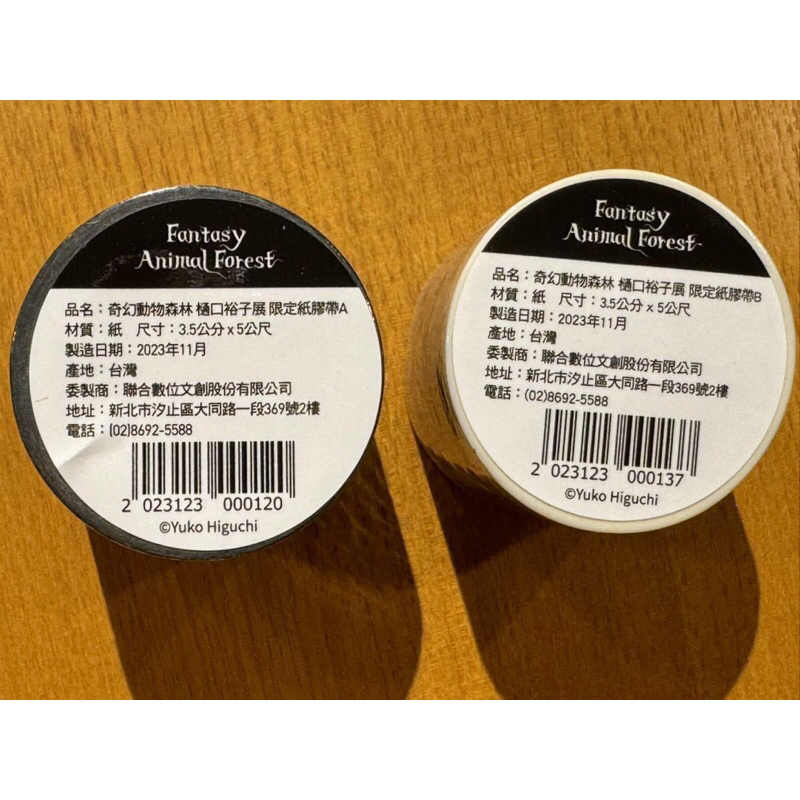 Fantasy
Animal Forest
品名：奇幻動物森林 樋口裕子展 限定紙膠帶A
材質：紙　尺寸：3.5公分 x 5公尺
製造日期：2023年11月
產地：台灣
委製商：聯合數位文創股份有限公司
地址：新北市汐止區大同路一段369號2樓
電話：(02)8692-5588
2 023123 000120
©Yuko Higuchi
Fantasy
Animal Forest
品名：奇幻動物森林 樋口裕子展 限定紙膠帶B
材質：紙　尺寸：3.5公分 x 5公尺
製造日期：2023年11月
產地：台灣
委製商：聯合數位文創股份有限公司
地址：新北市汐止區大同路一段369號2樓
電話：(02)8692-5588
2 023123 000137
©Yuko Higuchi